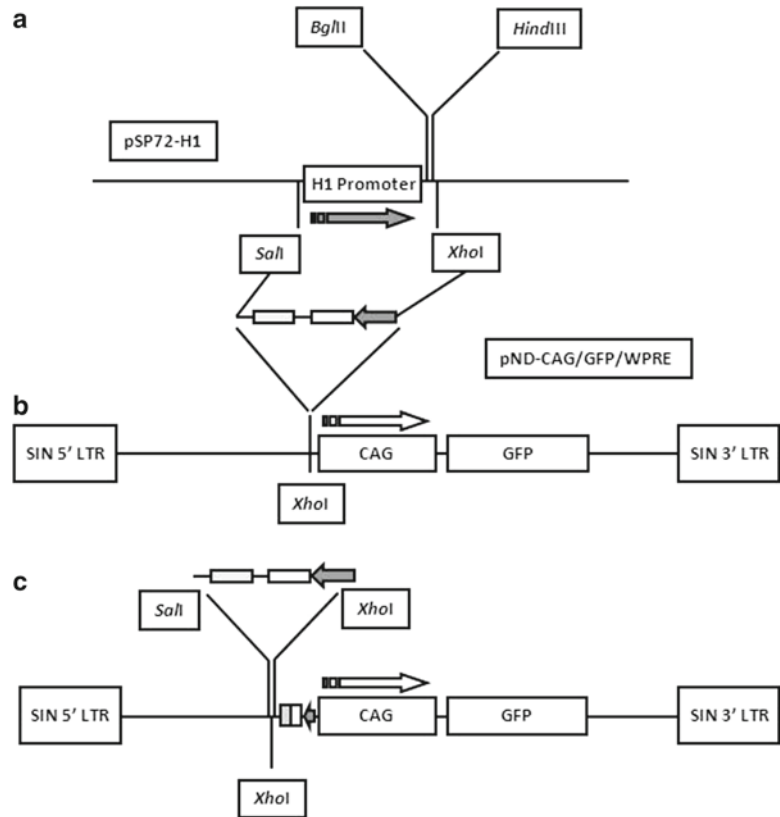 a
BglII
HindIII
pSP72-H1
H1 Promoter
SalI
XhoI
pND-CAG/GFP/WPRE
b
SIN 5' LTR
CAG
GFP
SIN 3' LTR
XhoI
c
SalI
XhoI
SIN 5' LTR
CAG
GFP
SIN 3' LTR
XhoI